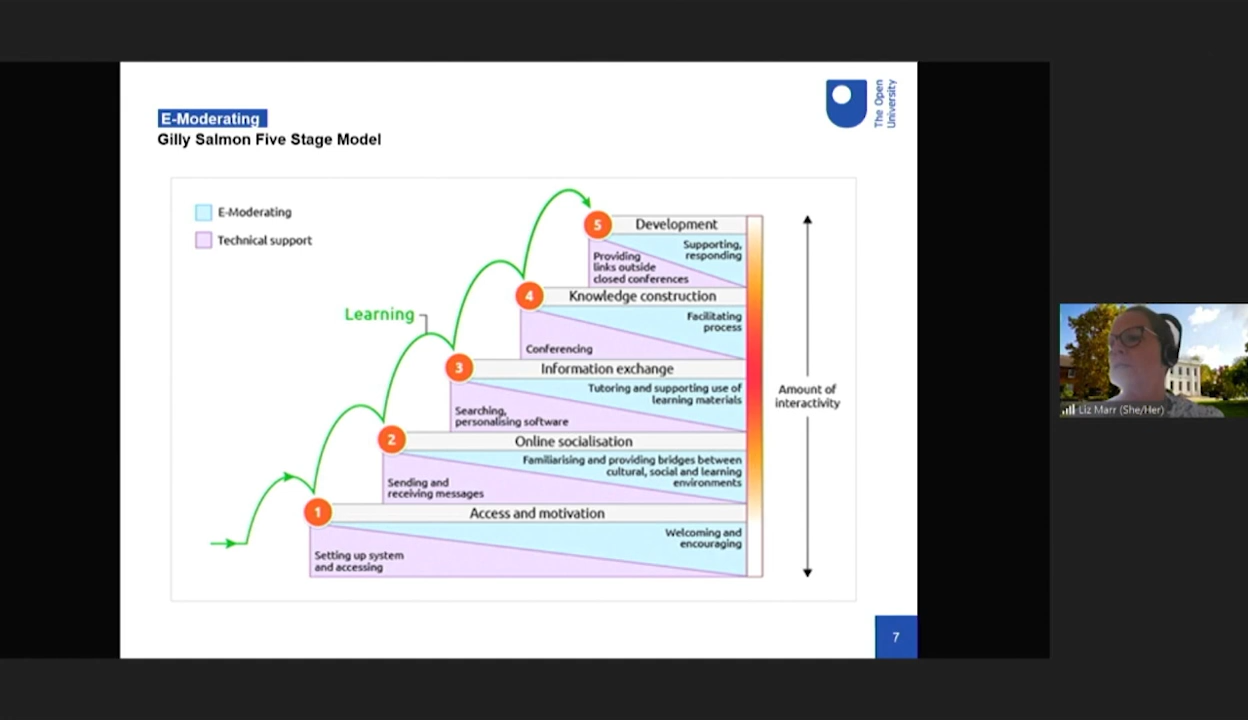 E-Moderating
Gilly Salmon Five Stage Model
The Open
University
E-Moderating
Technical support
Learning
5
Development
Supporting,
responding
Providing
links outside
closed conferences
4
Knowledge construction
Facilitating
process
Conferencing
3
Information exchange
Tutoring and supporting use of
learning materials
Searching,
personalising software
2
Online socialisation
Familiarising and providing bridges between
cultural, social and learning
environments
Sending and
receiving messages
1
Access and motivation
Welcoming and
encouraging
Setting up system
and accessing
Amount of
interactivity
7
Liz Marr (She/Her)